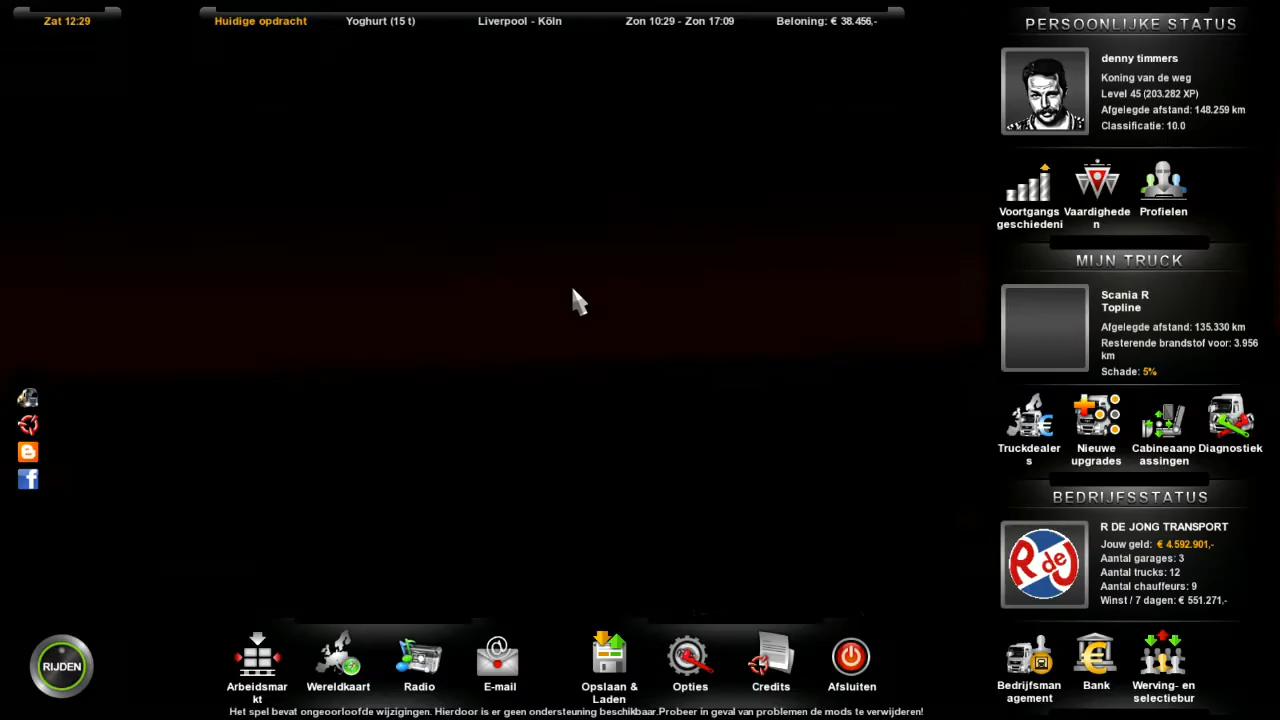 Zat 12:29
Huidige opdracht Yoghurt (15 t) Liverpool - Köln Zon 10:29 - Zon 17:09 Beloning: € 38.456,-
PERSOONLIJKE STATUS
denny timmers
Koning van de weg
Level 45 (203.282 XP)
Afgelegde afstand: 148.259 km
Classificatie: 10.0
Voortgangs
geschiedeni
Vaardighede
n
Profielen
MIJN TRUCK
Scania R
Topline
Afgelegde afstand: 135.330 km
Resterende brandstof voor: 3.956
km
Schade: 5%
Truckdealer
s
Nieuwe
upgrades
Cabineaanp
assingen
Diagnostiek
BEDRIJFSSTATUS
R de J
R DE JONG TRANSPORT
Jouw geld: € 4.592.901,-
Aantal garages: 3
Aantal trucks: 12
Aantal chauffeurs: 9
Winst / 7 dagen: € 551.271,-
Bedrijfsman
agement
Bank
Werving- en
selectiebur
RIJDEN
Arbeidsmar
kt
Wereldkaart
Radio
E-mail
Opslaan &
Laden
Opties
Credits
Afsluiten
Het spel bevat ongeoorloofde wijzigingen. Hierdoor is er geen ondersteuning beschikbaar.Probeer in geval van problemen de mods te verwijderen!